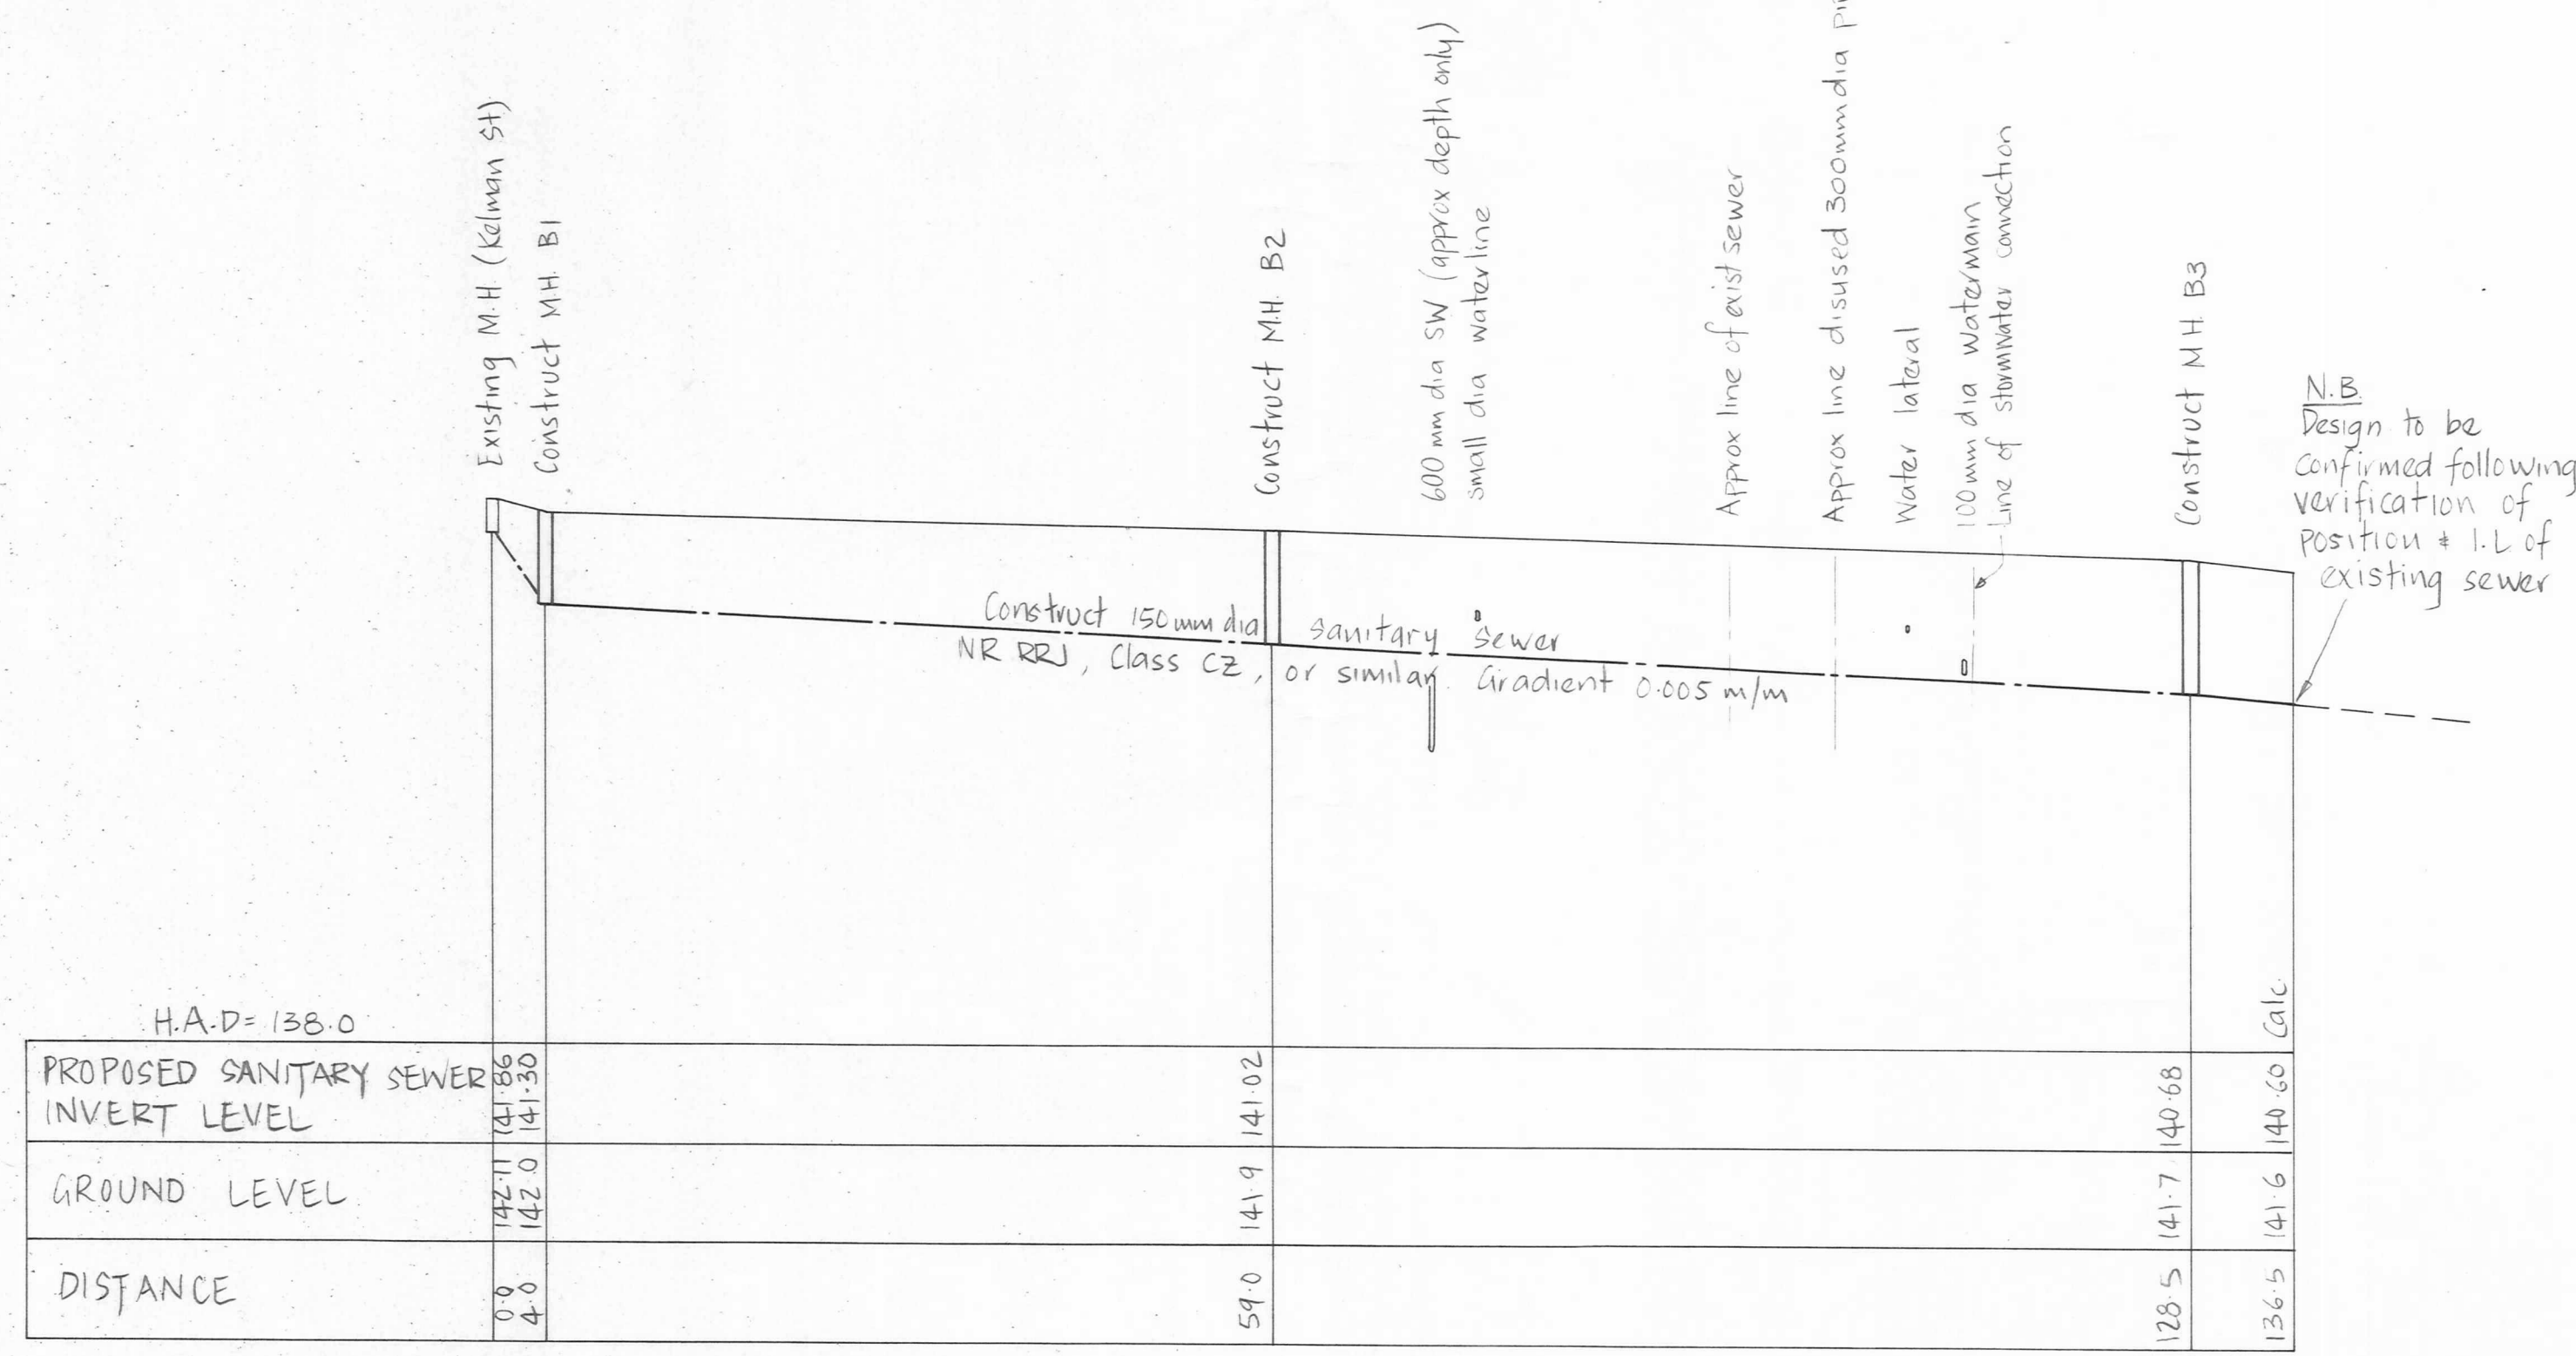 Existing M.H. (Kelman St)
Construct M.H. B1
Construct M.H. B2
600 mm dia SW (approx depth only)
small dia waterline
Approx line of exist sewer
Approx line disused 300mm dia
Water lateral
100mm dia watermain
Line of stormwater connection
Construct M.H. B3
N.B.
Design to be
confirmed following
verification of
position & I.L of
existing sewer
Construct 150mm dia sanitary sewer
NR RRJ, Class CZ, or similar. Gradient 0.005 m/m
H.A.D= 138.0
Calc.
PROPOSED SANITARY SEWER
INVERT LEVEL
141.86
141.30
141.02
140.68
140.60
GROUND LEVEL
142.11
142.0
141.9
141.7
141.6
DISTANCE
0.0
4.0
59.0
128.5
136.5